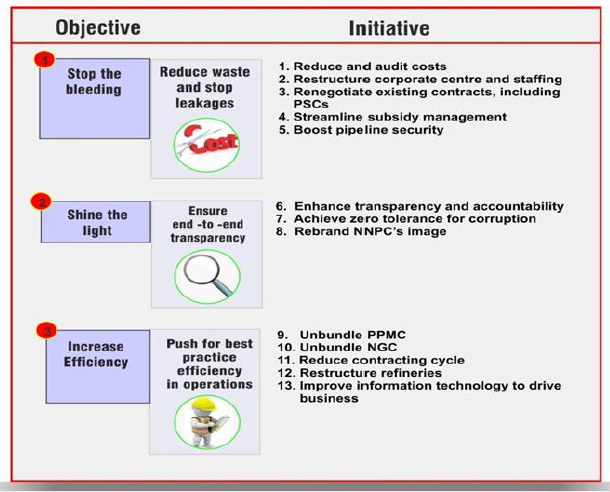 Objective
Initiative
1
Stop the
bleeding
Reduce waste
and stop
leakages
Cost
1. Reduce and audit costs
2. Restructure corporate centre and staffing
3. Renegotiate existing contracts, including
PSCs
4. Streamline subsidy management
5. Boost pipeline security
2
Shine the
light
Ensure
end -to -end
transparency
6. Enhance transparency and accountability
7. Achieve zero tolerance for corruption
8. Rebrand NNPC's image
3
Increase
Efficiency
Push for best
practice
efficiency
in operations
9. Unbundle PPMC
10. Unbundle NGC
11. Reduce contracting cycle
12. Restructure refineries
13. Improve information technology to drive
business